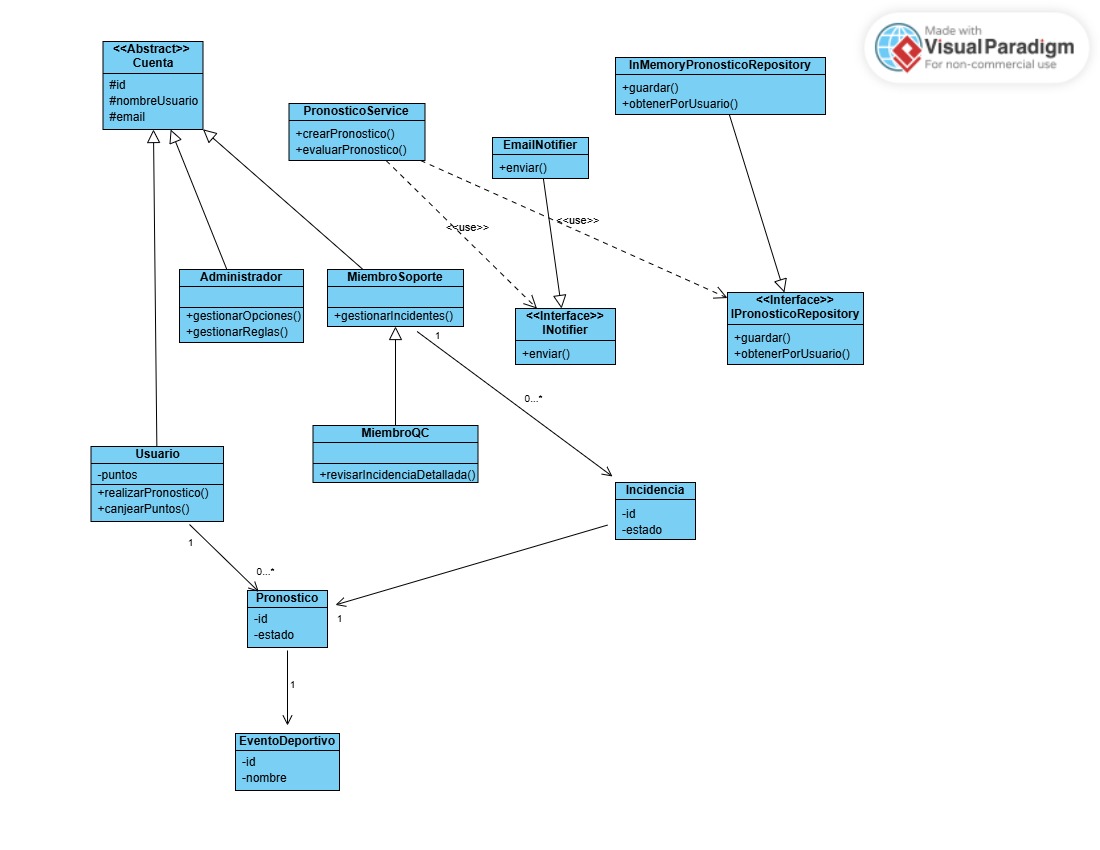 Made with
VisualParadigm
For non-commercial use
<<Abstract>>
Cuenta
#id
#nombreUsuario
#email
PronosticoService
+crearPronostico()
+evaluarPronostico()
EmailNotifier
+enviar()
InMemoryPronosticoRepository
+guardar()
+obtenerPorUsuario()
<<use>>
<<use>>
Administrador
+gestionarOpciones()
+gestionarReglas()
MiembroSoporte
+gestionarIncidentes()
1
<<Interface>>
INotifier
+enviar()
<<Interface>>
IPronosticoRepository
+guardar()
+obtenerPorUsuario()
0...*
MiembroQC
+revisarIncidenciaDetallada()
Usuario
-puntos
+realizarPronostico()
+canjearPuntos()
Incidencia
-id
-estado
1
0...*
Pronostico
-id
-estado
1
1
EventoDeportivo
-id
-nombre